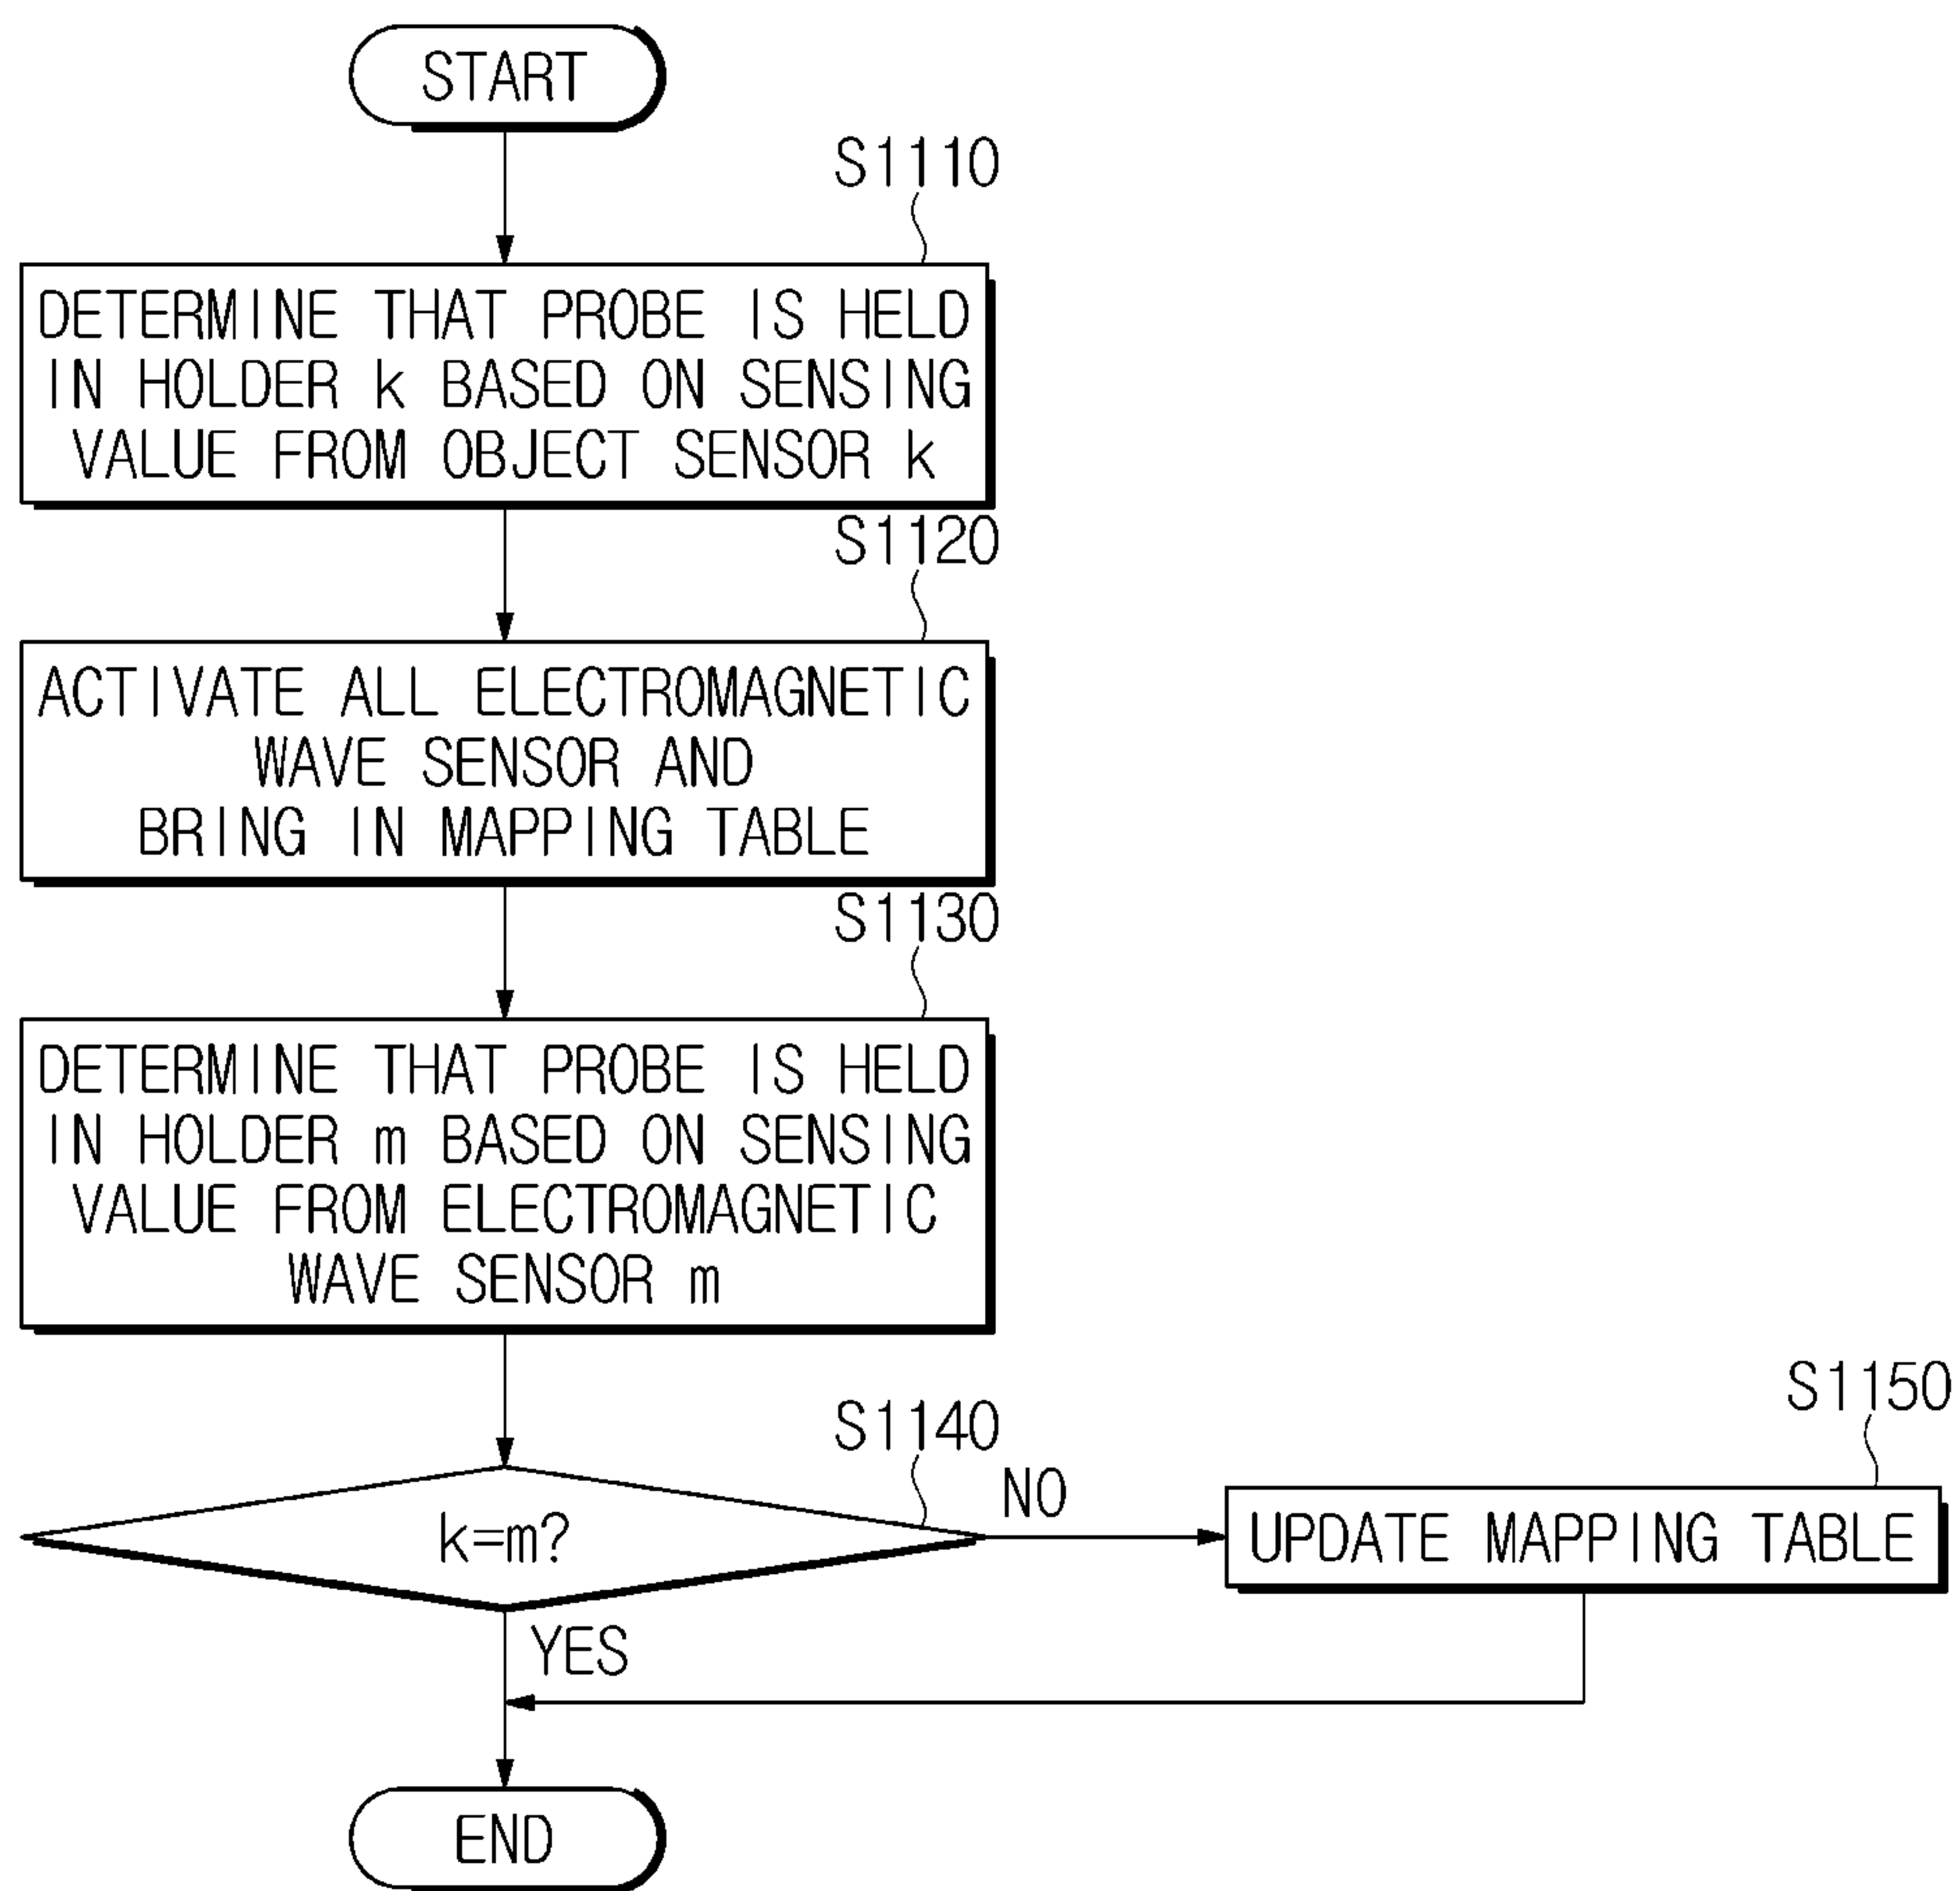 START
S1110
DETERMINE THAT PROBE IS HELD
IN HOLDER k BASED ON SENSING
VALUE FROM OBJECT SENSOR k
S1120
ACTIVATE ALL ELECTROMAGNETIC
WAVE SENSOR AND
BRING IN MAPPING TABLE
S1130
DETERMINE THAT PROBE IS HELD
IN HOLDER m BASED ON SENSING
VALUE FROM ELECTROMAGNETIC
WAVE SENSOR m
S1140
k=m?
NO
S1150
UPDATE MAPPING TABLE
YES
END